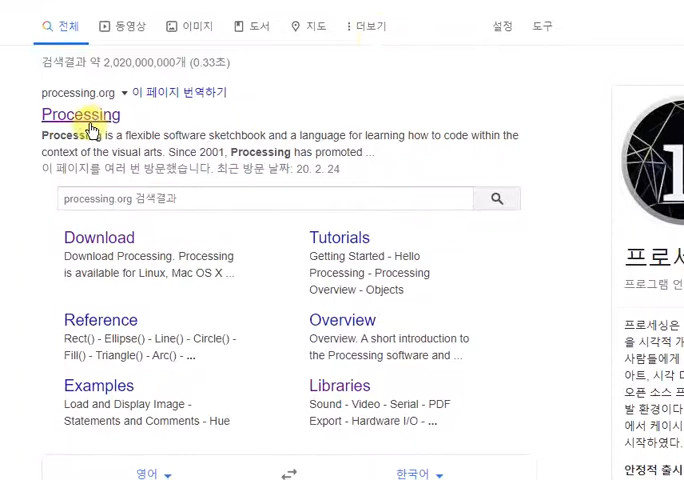 전체 동영상 이미지 도서 지도 더보기 설정 도구
검색결과 약 2,020,000,000개 (0.33초)
processing.org 이 페이지 번역하기
Processing
Processing is a flexible software sketchbook and a language for learning how to code within the
context of the visual arts. Since 2001, Processing has promoted ...
이 페이지를 여러 번 방문했습니다. 최근 방문 날짜: 20. 2. 24
processing.org 검색결과
Download
Download Processing. Processing
is available for Linux, Mac OS X ...
Tutorials
Getting Started - Hello
Processing - Processing
Overview - Objects
Reference
Rect() - Ellipse() - Line() - Circle() -
Fill() - Triangle() - Arc() - ...
Overview
Overview. A short introduction to
the Processing software and ...
Examples
Load and Display Image -
Statements and Comments - Hue
Libraries
Sound - Video - Serial - PDF
Export - Hardware I/O - ...
영어 한국어
프로세
프로그램 언
프로세싱은
을 시각적 개
사람들에게
아트, 시각 디
오픈 소스 프
발 환경이다
에서 케이시
시작하였다.
안정적 출시